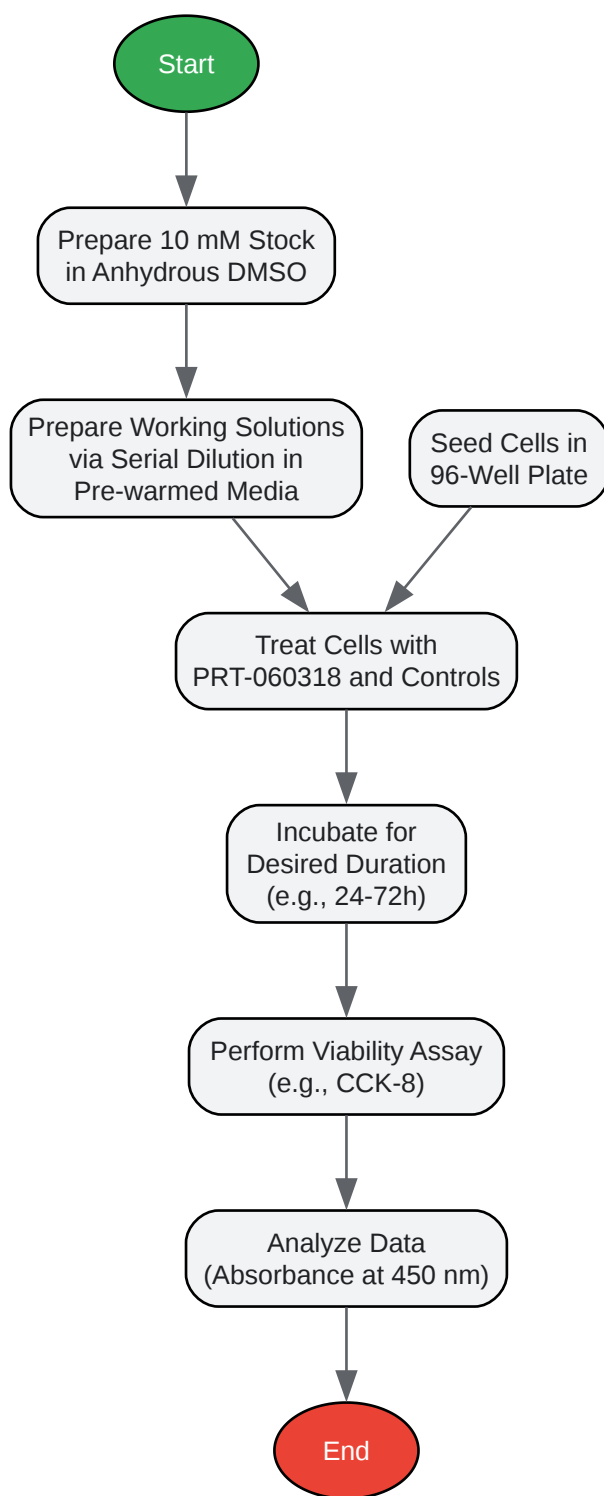 Start
Prepare 10 mM Stock
in Anhydrous DMSO
Prepare Working Solutions
via Serial Dilution in
Pre-warmed Media
Seed Cells in
96-Well Plate
Treat Cells with
PRT-060318 and Controls
Incubate for
Desired Duration
(e.g., 24-72h)
Perform Viability Assay
(e.g., CCK-8)
Analyze Data
(Absorbance at 450 nm)
End